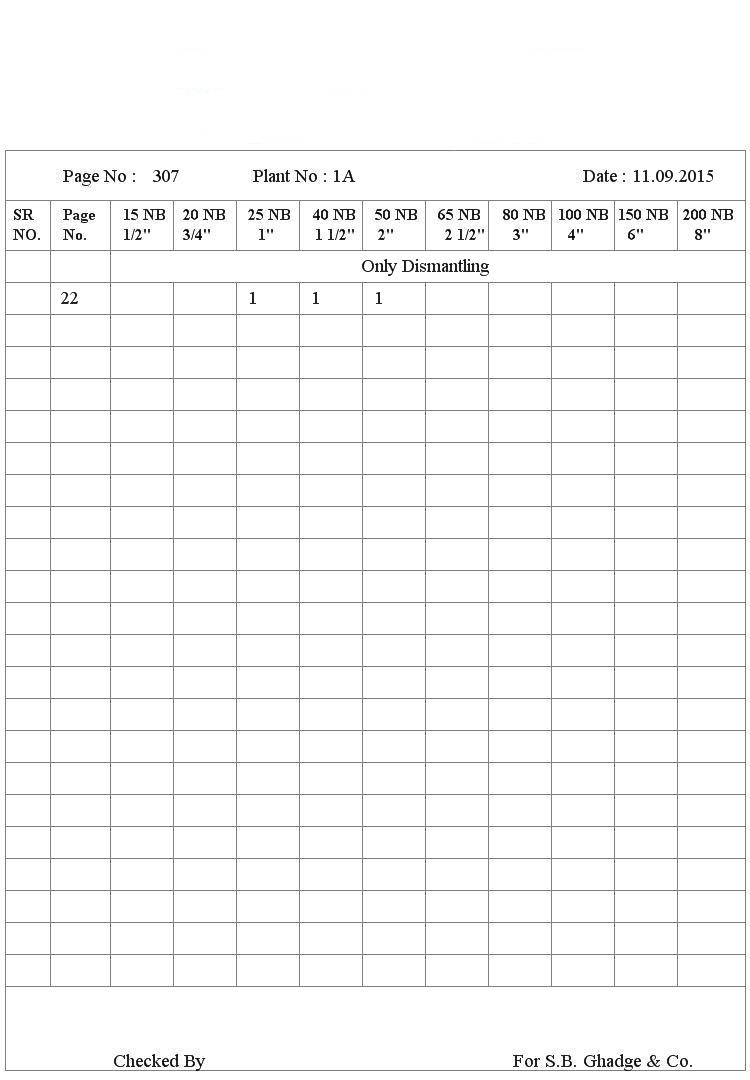 Page No : 307 Plant No : 1A Date : 11.09.2015
SR Page 15 NB 20 NB 25 NB 40 NB 50 NB 65 NB 80 NB 100 NB 150 NB 200 NB
NO. No. 1/2" 3/4" 1" 1 1/2" 2" 2 1/2" 3" 4" 6" 8"
Only Dismantling
22 1 1 1
Checked By For S.B. Ghadge & Co.